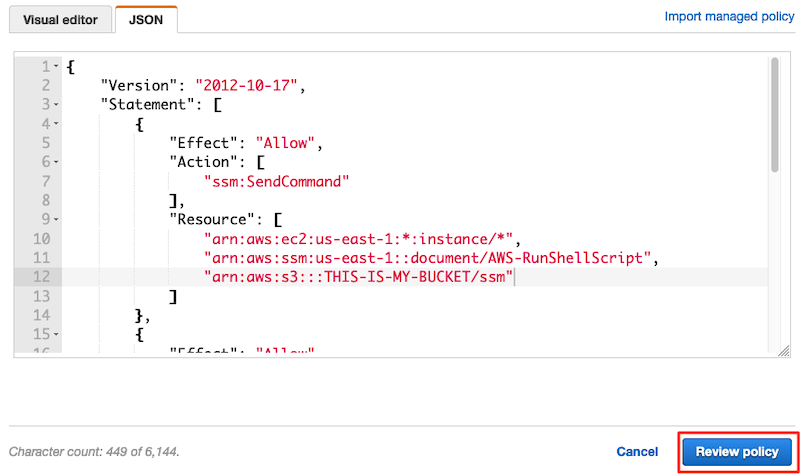 Visual editor
JSON
Import managed policy
1 {
2 "Version": "2012-10-17",
3 "Statement": [
4 {
5 "Effect": "Allow",
6 "Action": [
7 "ssm:SendCommand"
8 ],
9 "Resource": [
10 "arn:aws:ec2:us-east-1:*:instance/*",
11 "arn:aws:ssm:us-east-1::document/AWS-RunShellScript",
12 "arn:aws:s3:::THIS-IS-MY-BUCKET/ssm"
13 ]
14 },
15 {
16 "Effect": "Allow"
Character count: 449 of 6,144.
Cancel
Review policy